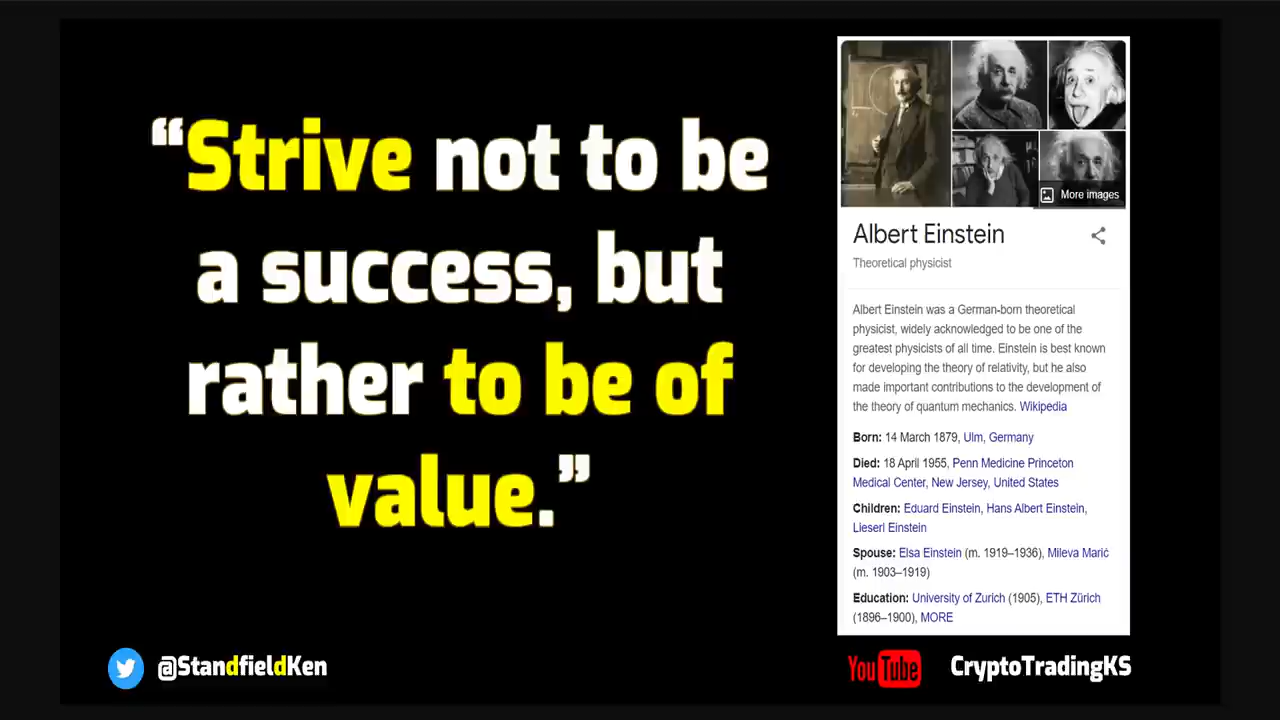 “Strive not to be
a success, but
rather to be of
value.”
More images
Albert Einstein
Theoretical physicist
Albert Einstein was a German-born theoretical
physicist, widely acknowledged to be one of the
greatest physicists of all time. Einstein is best known
for developing the theory of relativity, but he also
made important contributions to the development of
the theory of quantum mechanics. Wikipedia
Born: 14 March 1879, Ulm, Germany
Died: 18 April 1955, Penn Medicine Princeton
Medical Center, New Jersey, United States
Children: Eduard Einstein, Hans Albert Einstein,
Lieserl Einstein
Spouse: Elsa Einstein (m. 1919–1936), Mileva Marić
(m. 1903–1919)
Education: University of Zurich (1905), ETH Zürich
(1896–1900), MORE
@StandfieldKen
YouTube CryptoTradingKS